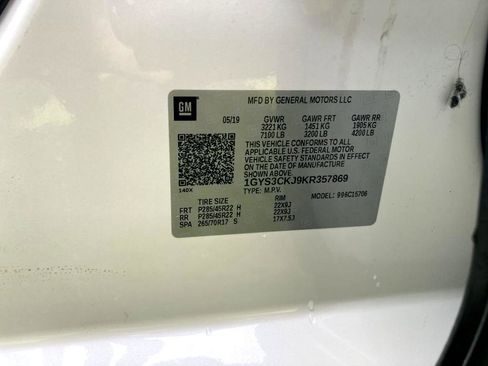 GM
MFD BY GENERAL MOTORS LLC
05/19 GVWR GAWR FRT GAWR RR
3221 KG 1451 KG 1905 KG
7100 LB 3200 LB 4200 LB
THIS VEHICLE CONFORMS TO ALL
APPLICABLE U.S. FEDERAL MOTOR
VEHICLE SAFETY STANDARDS IN EFFECT
ON THE DATE OF MANUFACTURE
SHOWN ABOVE.
1GYS3CKJ9KR357869
140X TYPE: M.P.V. MODEL: 996C15706
TIRE SIZE RIM
FRT P285/45R22 H 22X9J
RR P285/45R22 H 22X9J
SPA 265/70R17 S 17X7.5J